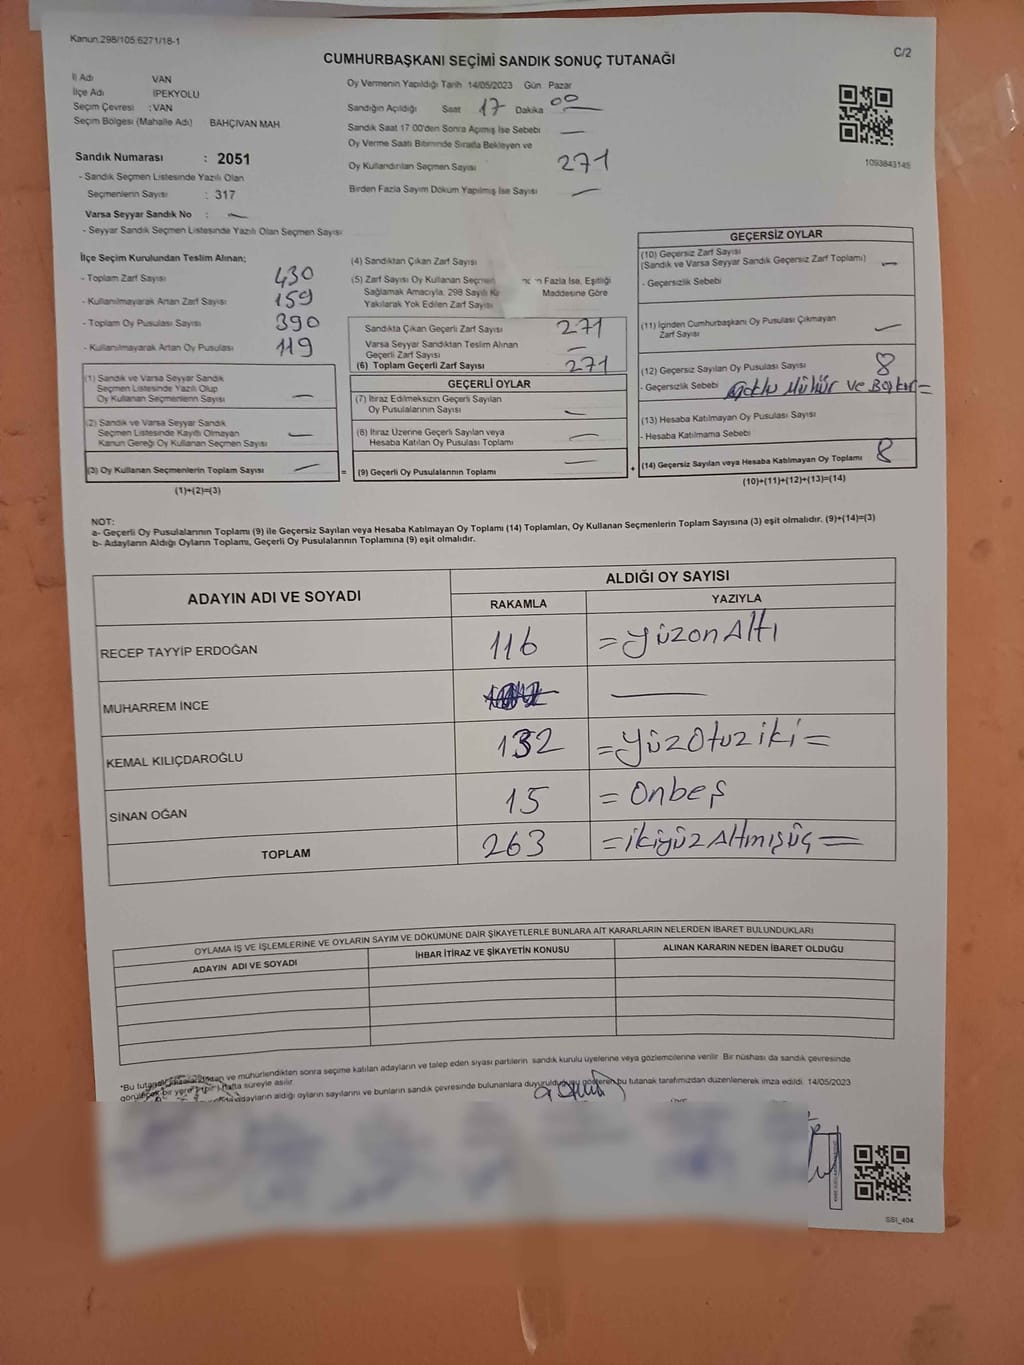 Kanun:298/105;6271/18-1
C/2
CUMHURBAŞKANI SEÇİMİ SANDIK SONUÇ TUTANAĞI
İl Adı VAN
İlçe Adı İPEKYOLU
Seçim Çevresi : VAN
Seçim Bölgesi (Mahalle Adı) BAHÇIVAN MAH
Sandık Numarası : 2051
- Sandık Seçmen Listesinde Yazılı Olan
Seçmenlerin Sayısı : 317
Varsa Seyyar Sandık No : —
- Seyyar Sandık Seçmen Listesinde Yazılı Olan Seçmen Sayısı
Oy Vermenin Yapıldığı Tarih 14/05/2023 Gün Pazar
Sandığın Açıldığı Saat 17 Dakika 00
Sandık Saat 17 00'den Sonra Açımış İse Sebebi —
Oy Verme Saati Bitiminde Sırada Bekleyen ve
Oy Kullandırılan Seçmen Sayısı 271
Birden Fazla Sayım Döküm Yapılmış İse Sayısı —
1093843145
İlçe Seçim Kurulundan Teslim Alınan;
- Toplam Zarf Sayısı 430
- Kullanılmayarak Artan Zarf Sayısı 159
- Toplam Oy Pusulası Sayısı 390
- Kullanılmayarak Artan Oy Pusulası 119
(1) Sandık ve Varsa Seyyar Sandık
Seçmen Listesinde Yazılı Olup
Oy Kullanan Seçmenlerin Sayısı —
(2) Sandık ve Varsa Seyyar Sandık
Seçmen Listesinde Kayıtlı Olmayan
Kanun Gereği Oy Kullanan Seçmen Sayısı —
(3) Oy Kullanan Seçmenlerin Toplam Sayısı — =
(1)+(2)=(3)
(4) Sandıktan Çıkan Zarf Sayısı
(5) Zarf Sayısı Oy Kullanan Seçmen Fazla İse, Eşitliği
Sağlamak Amacıyla, 298 Sayılı Maddesine Göre
Yakılarak Yok Edilen Zarf Sayısı
Sandıkta Çıkan Geçerli Zarf Sayısı 271
Varsa Seyyar Sandıktan Teslim Alınan
Geçerli Zarf Sayısı —
(6) Toplam Geçerli Zarf Sayısı 271
GEÇERLİ OYLAR
(7) İtiraz Edilmeksizin Geçerli Sayılan
Oy Pusulalarının Sayısı —
(8) İtiraz Üzerine Geçerli Sayılan veya
Hesaba Katılan Oy Pusulası Toplamı —
(9) Geçerli Oy Pusulalarının Toplamı — +
GEÇERSİZ OYLAR
(10) Geçersiz Zarf Sayısı
(Sandık ve Varsa Seyyar Sandık Geçersiz Zarf Toplamı) —
- Geçersizlik Sebebi
(11) İçinden Cumhurbaşkanı Oy Pusulası Çıkmayan
Zarf Sayısı —
(12) Geçersiz Sayılan Oy Pusulası Sayısı 8
- Geçersizlik Sebebi Mühür ve
(13) Hesaba Katılmayan Oy Pusulası Sayısı
- Hesaba Katılmama Sebebi
(14) Geçersiz Sayılan veya Hesaba Katılmayan Oy Toplamı 8
(10)+(11)+(12)+(13)=(14)
NOT:
a- Geçerli Oy Pusulalarının Toplamı (9) ile Geçersiz Sayılan veya Hesaba Katılmayan Oy Toplamı (14) Toplamları, Oy Kullanan Seçmenlerin Toplam Sayısına (3) eşit olmalıdır. (9)+(14)=(3)
b- Adayların Aldığı Oyların Toplamı, Geçerli Oy Pusulalarının Toplamına (9) eşit olmalıdır.
ADAYIN ADI VE SOYADI
ALDIĞI OY SAYISI
RAKAMLA YAZIYLA
RECEP TAYYİP ERDOĞAN 116 =YüzonAltı
MUHARREM İNCE —
KEMAL KILIÇDAROĞLU 132 =YüzOtuziki=
SİNAN OĞAN 15 = Onbeş
TOPLAM 263 =ikiyüzAltmışüç=
OYLAMA İŞ VE İŞLEMLERİNE VE OYLARIN SAYIM VE DÖKÜMÜNE DAİR ŞİKAYETLERLE BUNLARA AİT KARARLARIN NELERDEN İBARET BULUNDUKLARI
ADAYIN ADI VE SOYADI İHBAR İTİRAZ VE ŞİKAYETİN KONUSU ALINAN KARARIN NEDEN İBARET OLDUĞU
*Bu ve mühürlendikten sonra seçime katılan adayların ve talep eden siyasi partilerin sandık kurulu üyelerine veya gözlemcilerine verilir. Bir nüshası da sandık çevresinde
bir yere hafta süreyle asılır.
adayların aldığı oyların sayılarını ve bunların sandık çevresinde bulunanlara gösteren bu tutanak tarafımızdan düzenlenerek imza edildi. 14/05/2023
SSI_404